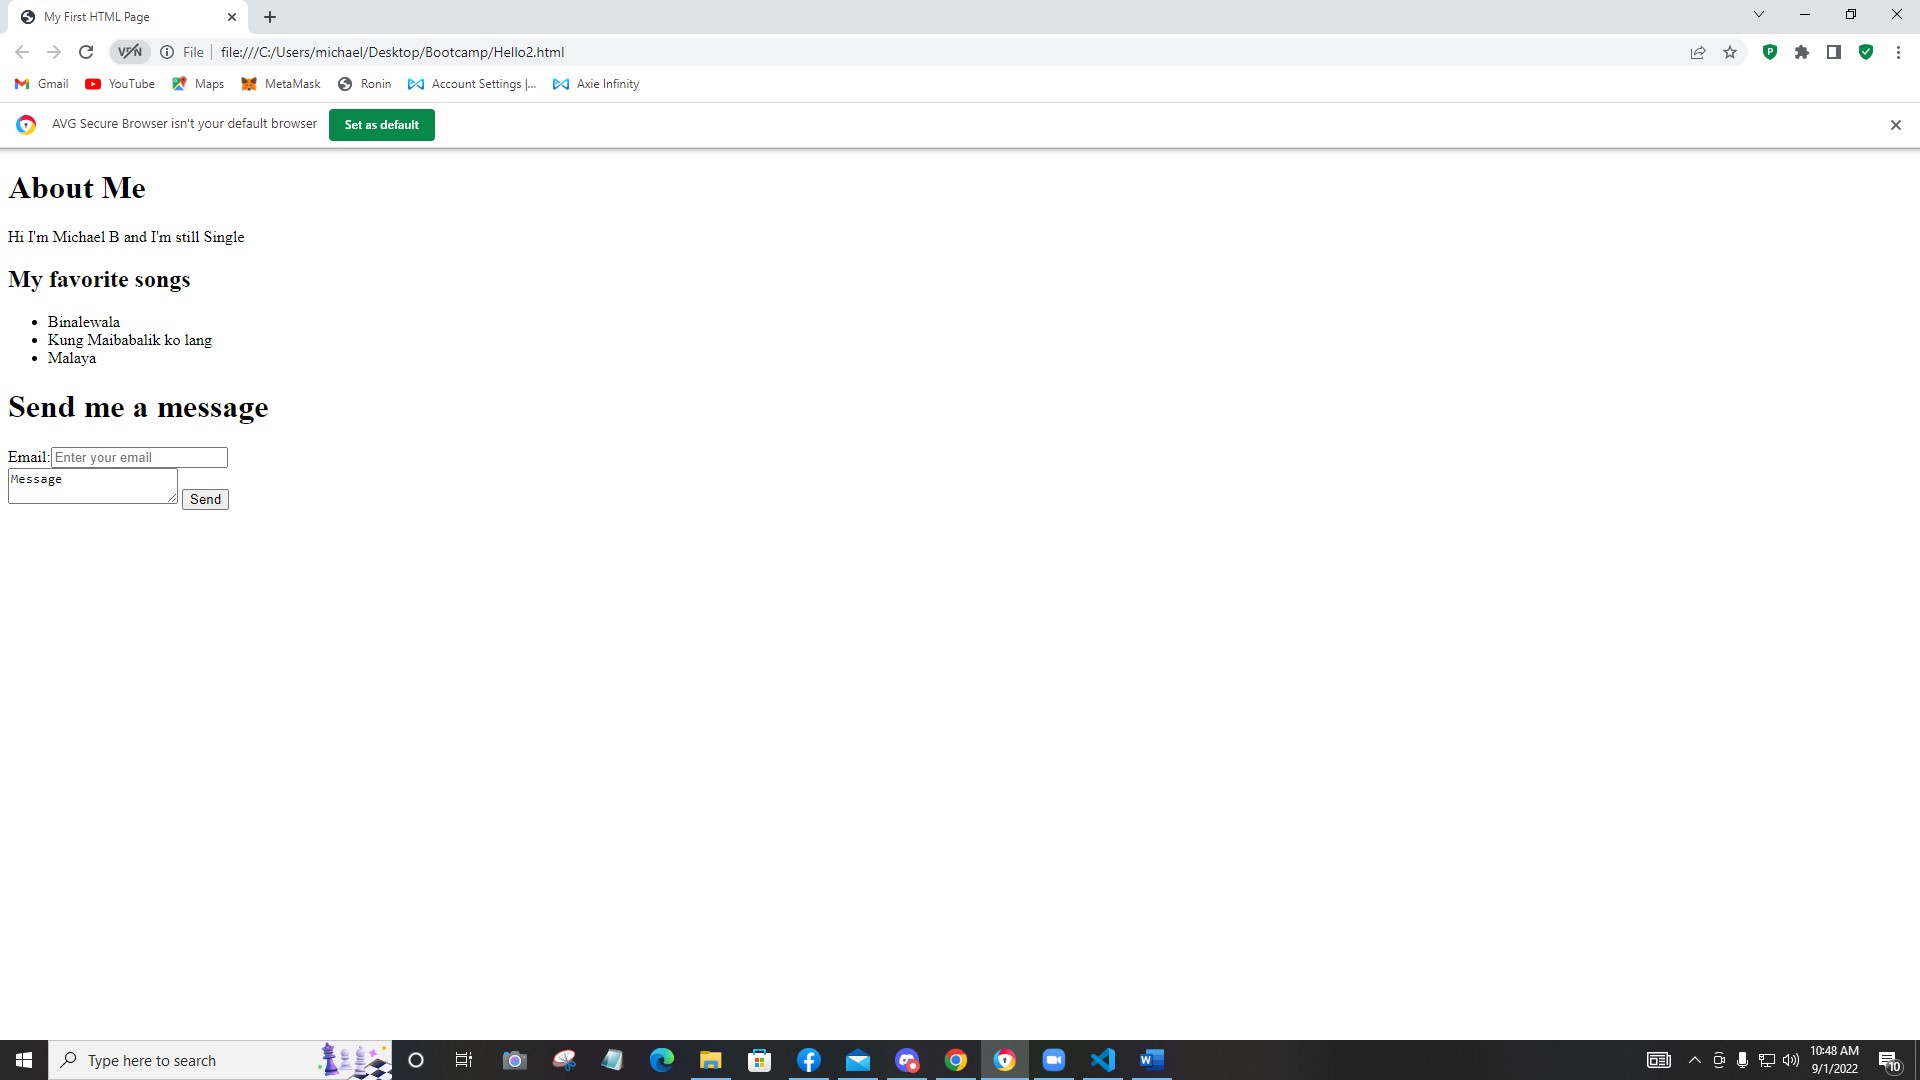 My First HTML Page
VPN
File
file:///C:/Users/michael/Desktop/Bootcamp/Hello2.html
Gmail YouTube Maps MetaMask Ronin Account Settings |... Axie Infinity
AVG Secure Browser isn't your default browser Set as default
About Me
Hi I'm Michael B and I'm still Single
My favorite songs
Binalewala
Kung Maibabalik ko lang
Malaya
Send me a message
Email: Enter your email
Message
Send
Type here to search
10:48 AM
9/1/2022
10